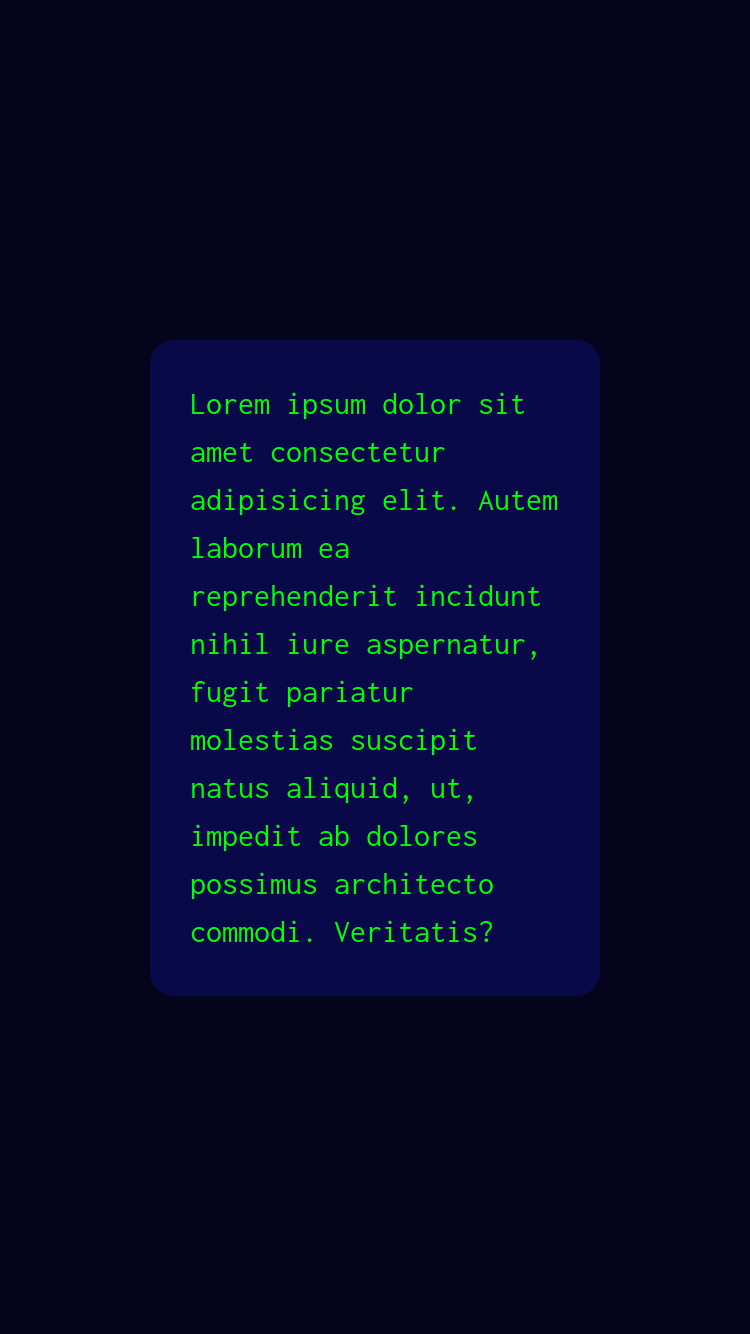 Lorem ipsum dolor sit
amet consectetur
adipisicing elit. Autem
laborum ea
reprehenderit incidunt
nihil iure aspernatur,
fugit pariatur
molestias suscipit
natus aliquid, ut,
impedit ab dolores
possimus architecto
commodi. Veritatis?